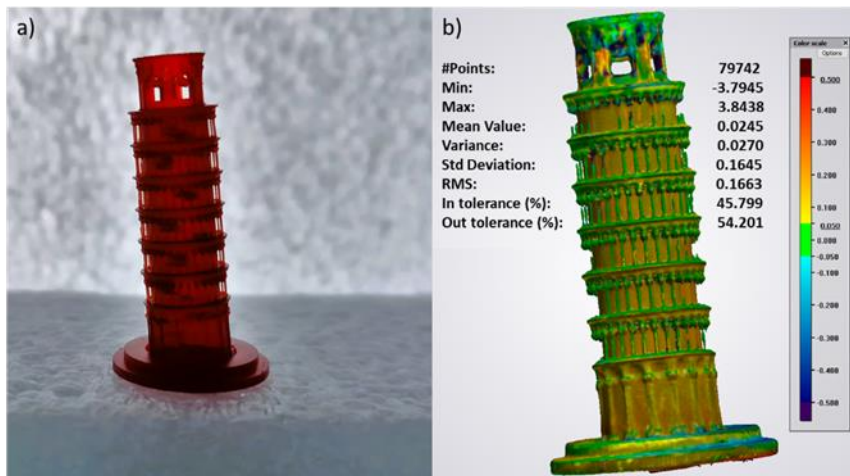 a)
b)
#Points: 79742
Min: -3.7945
Max: 3.8438
Mean Value: 0.0245
Variance: 0.0270
Std Deviation: 0.1645
RMS: 0.1663
In tolerance (%): 45.799
Out tolerance (%): 54.201
Color scale x
Options
0.500
0.400
0.300
0.200
0.100
0.050
0.000
-0.050
-0.100
-0.200
-0.300
-0.400
-0.500